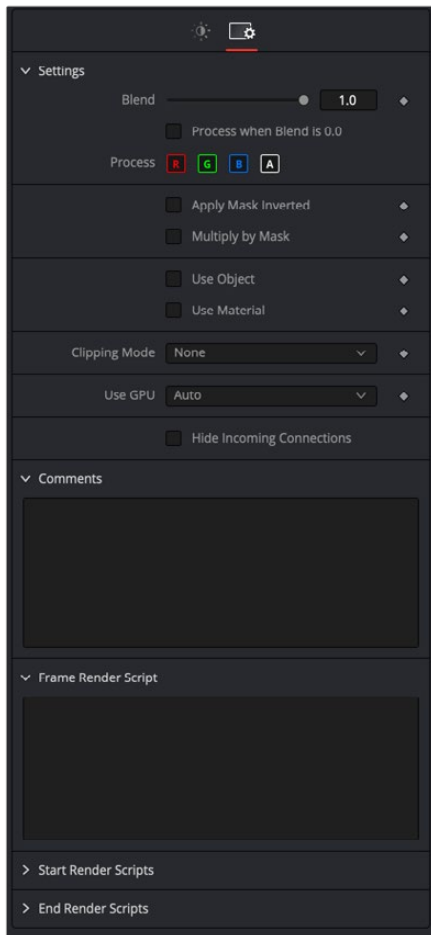 Settings
Blend 1.0
Process when Blend is 0.0
Process R G B A
Apply Mask Inverted
Multiply by Mask
Use Object
Use Material
Clipping Mode None
Use GPU Auto
Hide Incoming Connections
Comments
Frame Render Script
Start Render Scripts
End Render Scripts